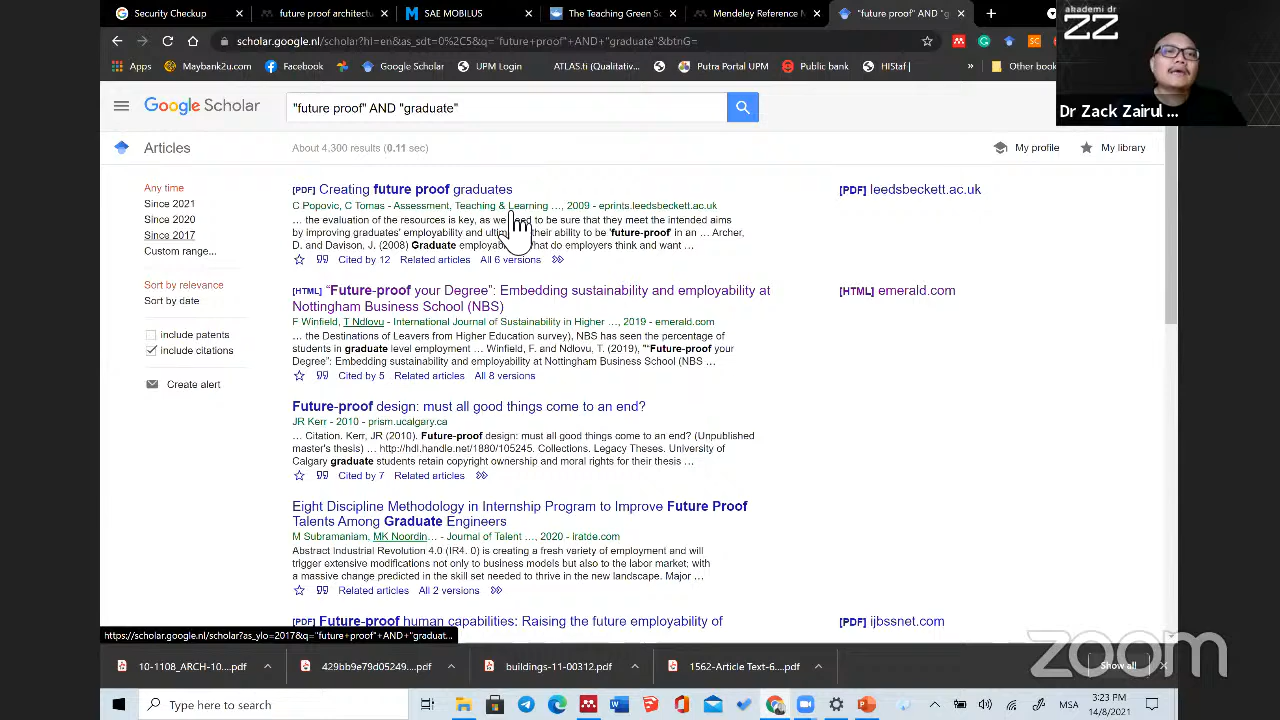 Security Checkup
future proof archi
SAE MOBILUS
The Teaching Green Sc
Mendeley Reference
"future proof" AND "g
akademi dr
ZZ
Dr Zack Zairul ...
Apps
Maybank2u.com
Facebook
Google Scholar
UPM Login
ATLAS.ti (Qualitativ...
Putra Portal UPM
Public bank
HIStaf
»
Other book
Google Scholar
"future proof" AND "graduate"
Articles
About 4,300 results (0.11 sec)
My profile
My library
Any time
Since 2021
Since 2020
Since 2017
Custom range...
Sort by relevance
Sort by date
include patents
include citations
Create alert
[PDF] Creating future proof graduates
C Popovic, C Tomas - Assessment, Teaching & Learning ..., 2009 - eprints.leedsbeckett.ac.uk
... the evaluation of the resources is key, as we need to be sure that they meet the intended aims
by improving graduates' employability and their ability to be 'future-proof' in an ... Archer,
D. and Davison, J. (2008) Graduate do employers think and want ...
Cited by 12 Related articles All 6 versions
[PDF] leedsbeckett.ac.uk
[HTML] “Future-proof your Degree”: Embedding sustainability and employability at
Nottingham Business School (NBS)
F Winfield, T Ndlovu - International Journal of Sustainability in Higher ..., 2019 - emerald.com
... the Destinations of Leavers from Higher Education survey), NBS has seen the percentage of
students in graduate level employment ... Winfield, F. and Ndlovu, T. (2019), "“Future-proof your
Degree”: Embedding sustainability and employability at Nottingham Business School (NBS ...
Cited by 5 Related articles All 8 versions
[HTML] emerald.com
Future-proof design: must all good things come to an end?
JR Kerr - 2010 - prism.ucalgary.ca
... Citation. Kerr, JR (2010). Future-proof design: must all good things come to an end? (Unpublished
master's thesis) ... http://hdl.handle.net/1880/105245. Collections. Legacy Theses. University of
Calgary graduate students retain copyright ownership and moral rights for their thesis ...
Cited by 7 Related articles
Eight Discipline Methodology in Internship Program to Improve Future Proof
Talents Among Graduate Engineers
M Subramaniam, MK Noordin... - Journal of Talent ..., 2020 - iratde.com
Abstract Industrial Revolution 4.0 (IR4. 0) is creating a fresh variety of employment and will
trigger extensive modifications not only to business models but also to the labor market; with
a massive change predicted in the skill set needed to thrive in the new landscape. Major ...
Related articles All 2 versions
[PDF] Future-proof human capabilities: Raising the future employability of
[PDF] ijbssnet.com
https://scholar.google.nl/scholar?as_ylo=2017&q="future+proof"+AND+"graduat...
10-1108_ARCH-10....pdf
429bb9e79d05249....pdf
buildings-11-00312.pdf
1562-Article Text-6....pdf
Show all
zoom
Type here to search
MSA
3:23 PM
14/8/2021